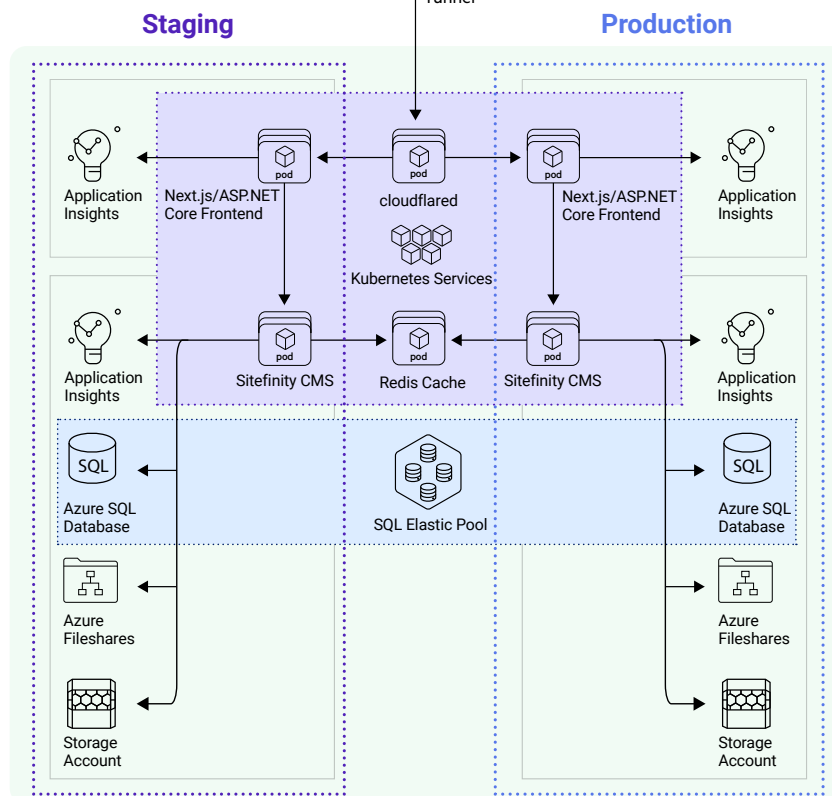 Tunnel
Staging
Production
pod
pod
pod
Application
Insights
Next.js/ASP.NET
Core Frontend
cloudflared
Next.js/ASP.NET
Core Frontend
Application
Insights
Kubernetes Services
pod
pod
pod
Application
Insights
Sitefinity CMS
Redis Cache
Sitefinity CMS
Application
Insights
SQL
SQL
Azure SQL
Database
SQL Elastic Pool
Azure SQL
Database
Azure
Fileshares
Azure
Fileshares
Storage
Account
Storage
Account